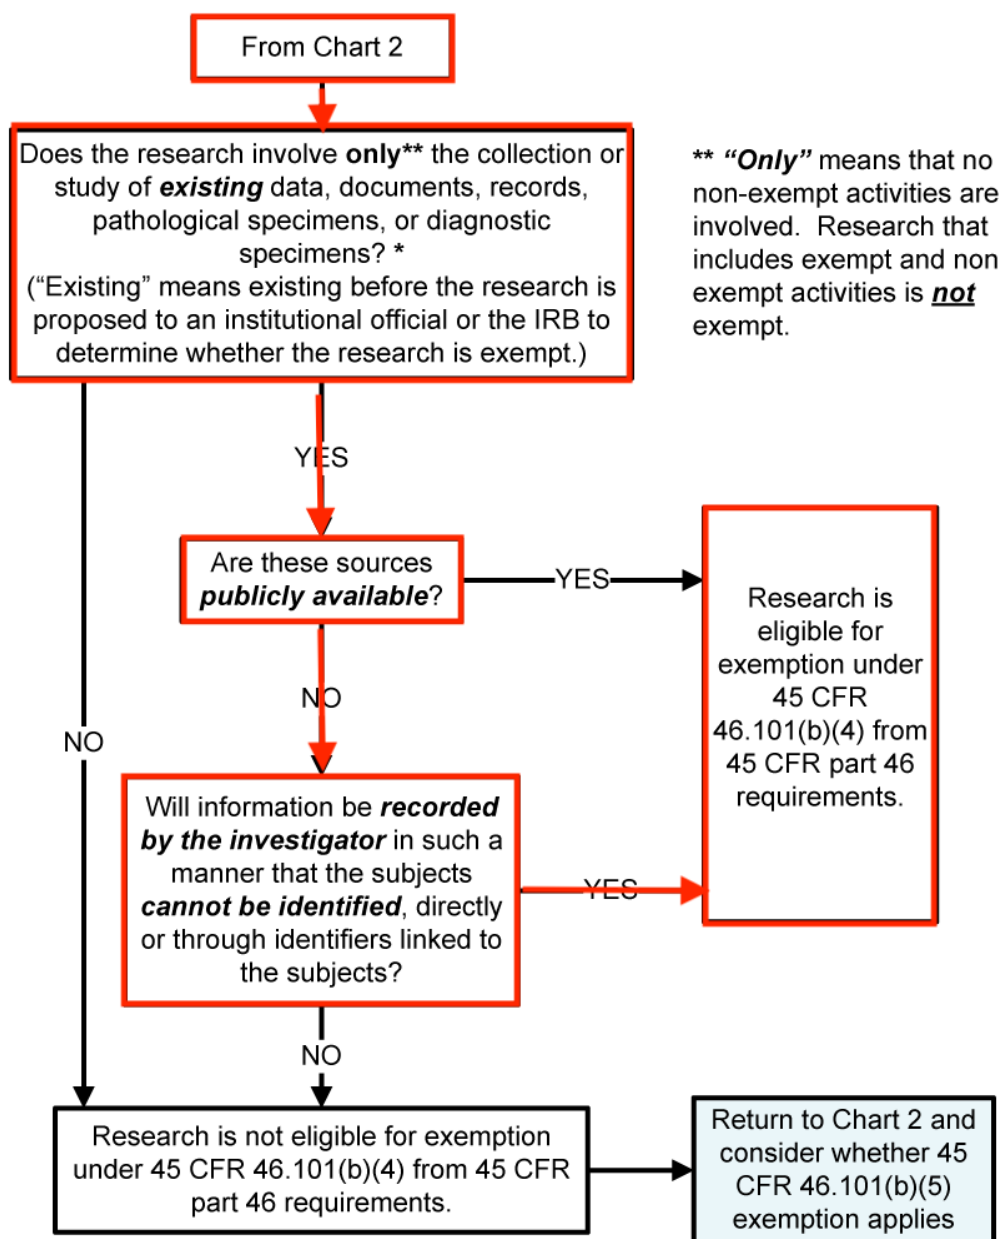 From Chart 2
Does the research involve only** the collection or
study of existing data, documents, records,
pathological specimens, or diagnostic
specimens? *
(“Existing” means existing before the research is
proposed to an institutional official or the IRB to
determine whether the research is exempt.)
** “Only” means that no
non-exempt activities are
involved. Research that
includes exempt and non
exempt activities is not
exempt.
YES
Are these sources
publicly available?
YES
Research is
eligible for
exemption under
45 CFR
46.101(b)(4) from
45 CFR part 46
requirements.
NO
NO
Will information be recorded
by the investigator in such a
manner that the subjects
cannot be identified, directly
or through identifiers linked to
the subjects?
YES
NO
Research is not eligible for exemption
under 45 CFR 46.101(b)(4) from 45 CFR
part 46 requirements.
Return to Chart 2 and
consider whether 45
CFR 46.101(b)(5)
exemption applies